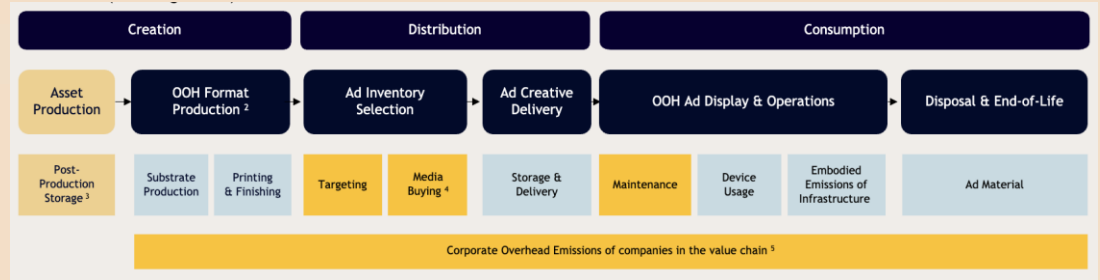 Creation
Distribution
Consumption
Asset
Production
OOH Format
Production 2
Ad Inventory
Selection
Ad Creative
Delivery
OOH Ad Display & Operations
Disposal & End-of-Life
Post-
Production
Storage 3
Substrate
Production
Printing
& Finishing
Targeting
Media
Buying 4
Storage &
Delivery
Maintenance
Device
Usage
Embodied
Emissions of
Infrastructure
Ad Material
Corporate Overhead Emissions of companies in the value chain 5